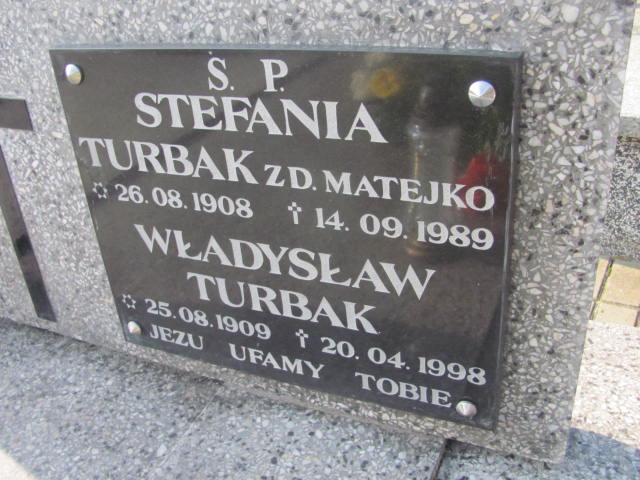 S. P.
STEFANIA
TURBAK ZD. MATEJKO
✡ 26.08.1908 † 14.09.1989
WŁADYSŁAW
TURBAK
✡ 25.08.1909 † 20.04.1998
JEZU UFAMY TOBIE